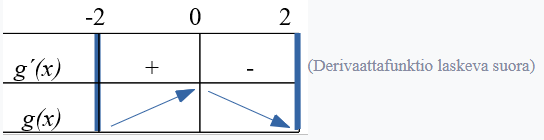 -2 0 2
g´(x) + - (Derivaattafunktio laskeva suora)
g(x)